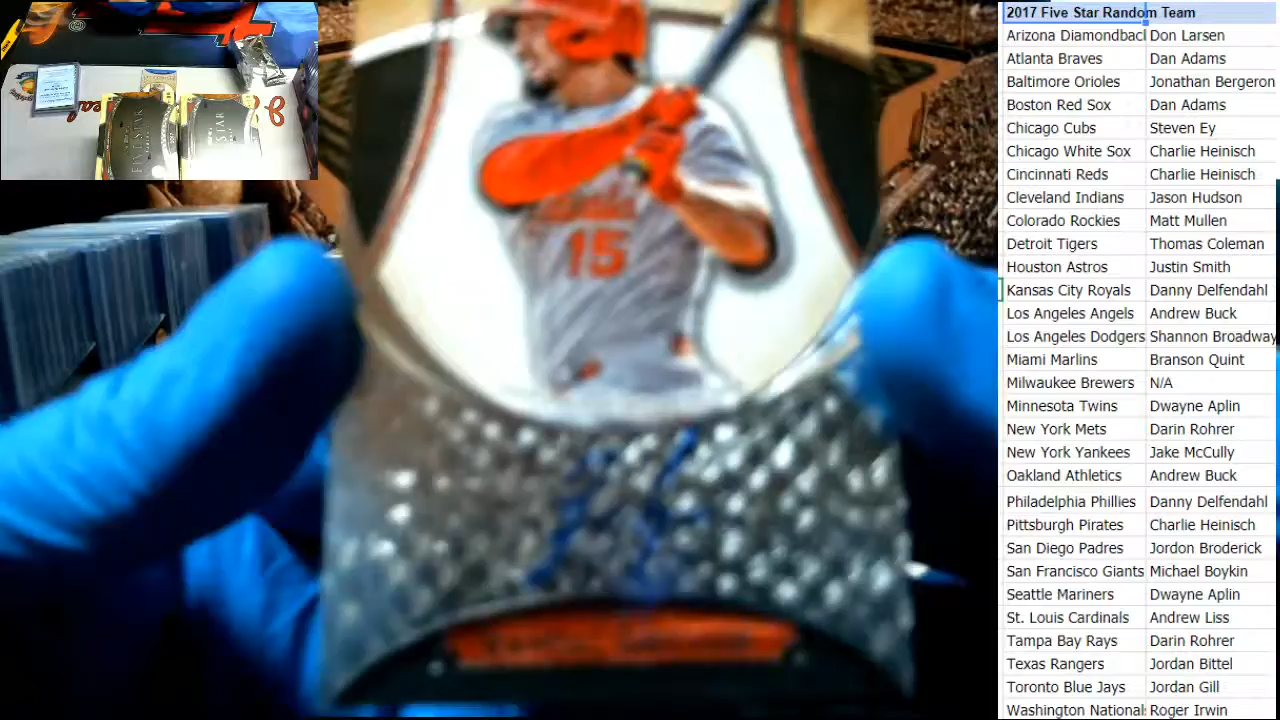 2017 Five Star Random Team
Arizona Diamondbacl Don Larsen
Atlanta Braves Dan Adams
Baltimore Orioles Jonathan Bergeron
Boston Red Sox Dan Adams
Chicago Cubs Steven Ey
Chicago White Sox Charlie Heinisch
Cincinnati Reds Charlie Heinisch
Cleveland Indians Jason Hudson
Colorado Rockies Matt Mullen
Detroit Tigers Thomas Coleman
Houston Astros Justin Smith
Kansas City Royals Danny Delfendahl
Los Angeles Angels Andrew Buck
Los Angeles Dodgers Shannon Broadway
Miami Marlins Branson Quint
Milwaukee Brewers N/A
Minnesota Twins Dwayne Aplin
New York Mets Darin Rohrer
New York Yankees Jake McCully
Oakland Athletics Andrew Buck
Philadelphia Phillies Danny Delfendahl
Pittsburgh Pirates Charlie Heinisch
San Diego Padres Jordon Broderick
San Francisco Giants Michael Boykin
Seattle Mariners Dwayne Aplin
St. Louis Cardinals Andrew Liss
Tampa Bay Rays Darin Rohrer
Texas Rangers Jordan Bittel
Toronto Blue Jays Jordan Gill
Washington National Roger Irwin
15
FIVE STAR
STAR